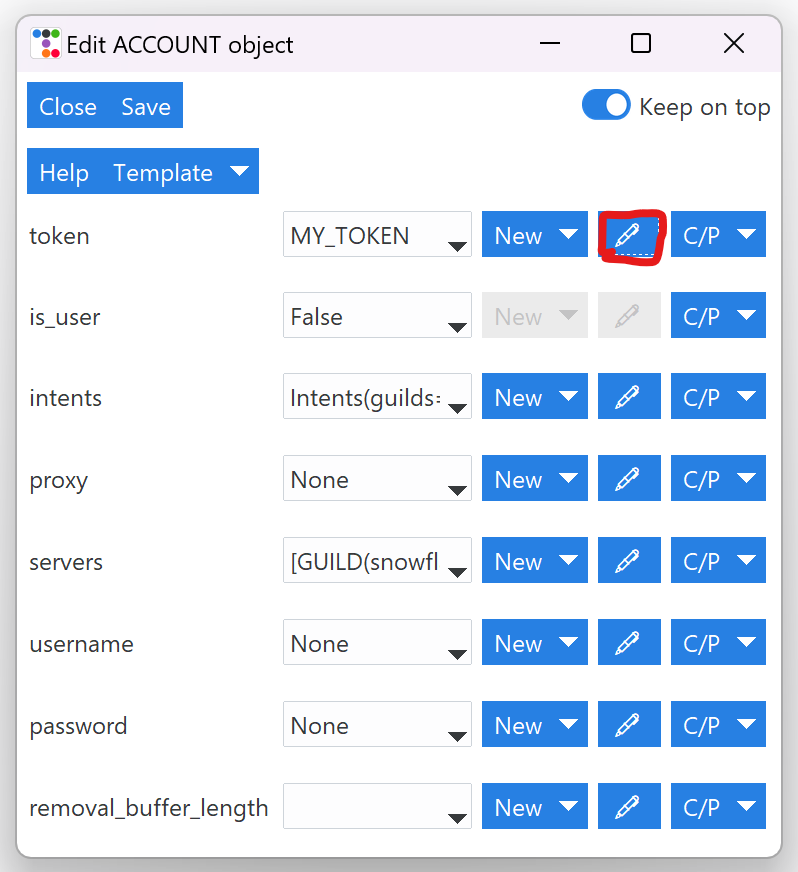 Edit ACCOUNT object
Close Save Keep on top
Help Template
token MY_TOKEN New C/P
is_user False New C/P
intents Intents(guilds= New C/P
proxy None New C/P
servers [GUILD(snowfl New C/P
username None New C/P
password None New C/P
removal_buffer_length New C/P